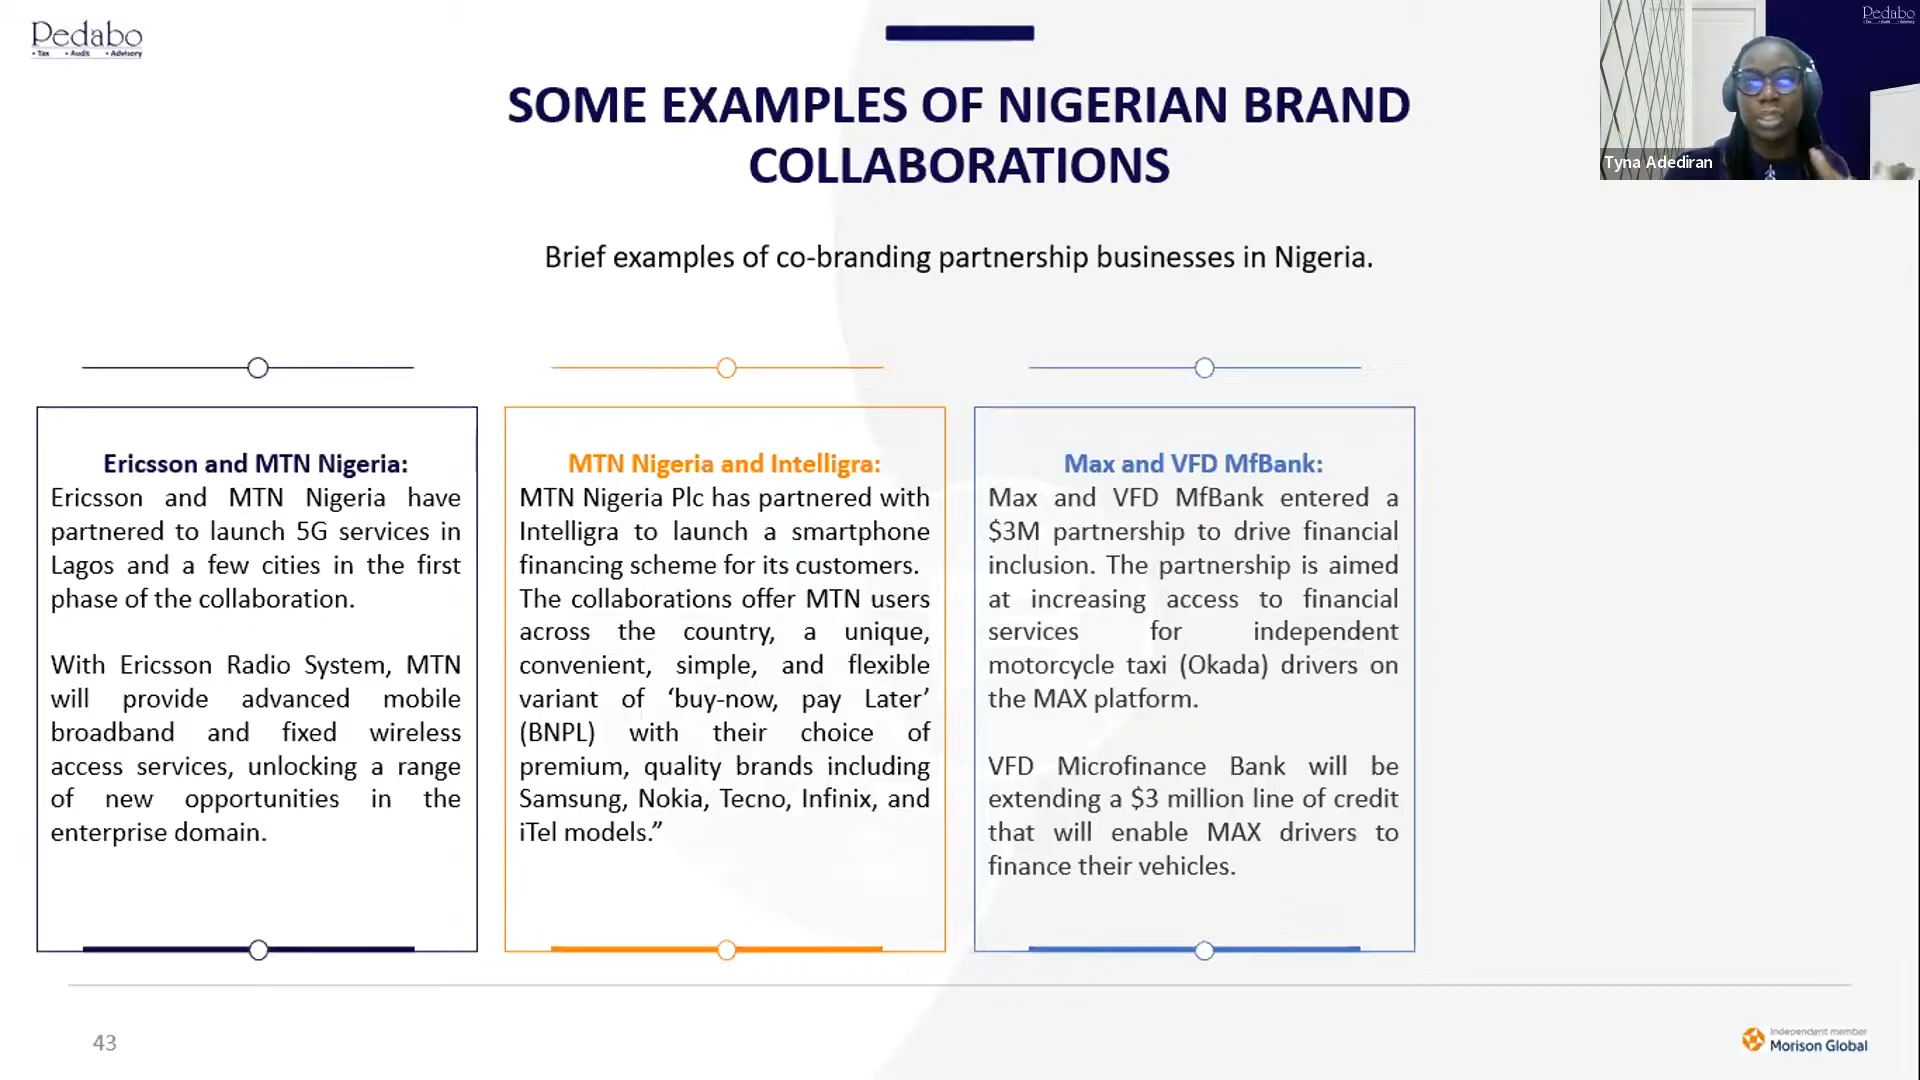 Pedabo
• Tax • Audit • Advisory
SOME EXAMPLES OF NIGERIAN BRAND
COLLABORATIONS
Brief examples of co-branding partnership businesses in Nigeria.
Pedabo
Tyna Adediran
Ericsson and MTN Nigeria:
Ericsson and MTN Nigeria have
partnered to launch 5G services in
Lagos and a few cities in the first
phase of the collaboration.
With Ericsson Radio System, MTN
will provide advanced mobile
broadband and fixed wireless
access services, unlocking a range
of new opportunities in the
enterprise domain.
MTN Nigeria and Intelligra:
MTN Nigeria Plc has partnered with
Intelligra to launch a smartphone
financing scheme for its customers.
The collaborations offer MTN users
across the country, a unique,
convenient, simple, and flexible
variant of ‘buy-now, pay Later’
(BNPL) with their choice of
premium, quality brands including
Samsung, Nokia, Tecno, Infinix, and
iTel models.”
Max and VFD MfBank:
Max and VFD MfBank entered a
$3M partnership to drive financial
inclusion. The partnership is aimed
at increasing access to financial
services for independent
motorcycle taxi (Okada) drivers on
the MAX platform.
VFD Microfinance Bank will be
extending a $3 million line of credit
that will enable MAX drivers to
finance their vehicles.
43
Independent member
Morison Global